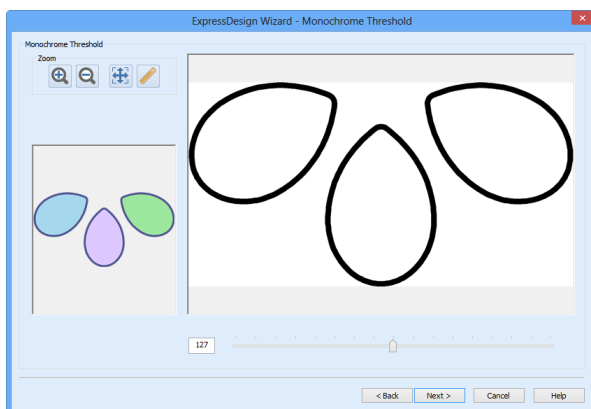 ExpressDesign Wizard - Monochrome Threshold
Monochrome Threshold
Zoom
127
< Back Next > Cancel Help